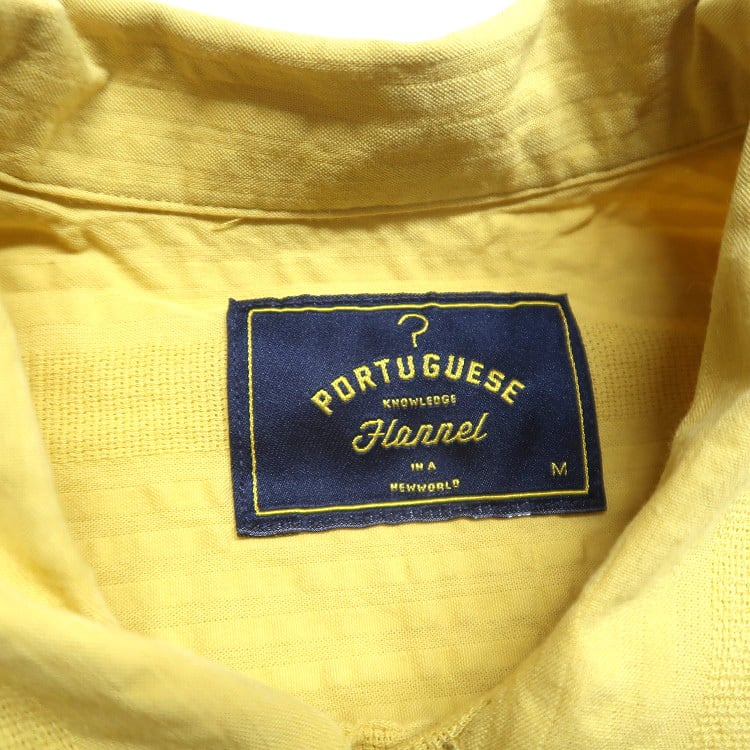 PORTUGUESE
KNOWLEDGE
Flannel
IN A
NEWWORLD
M